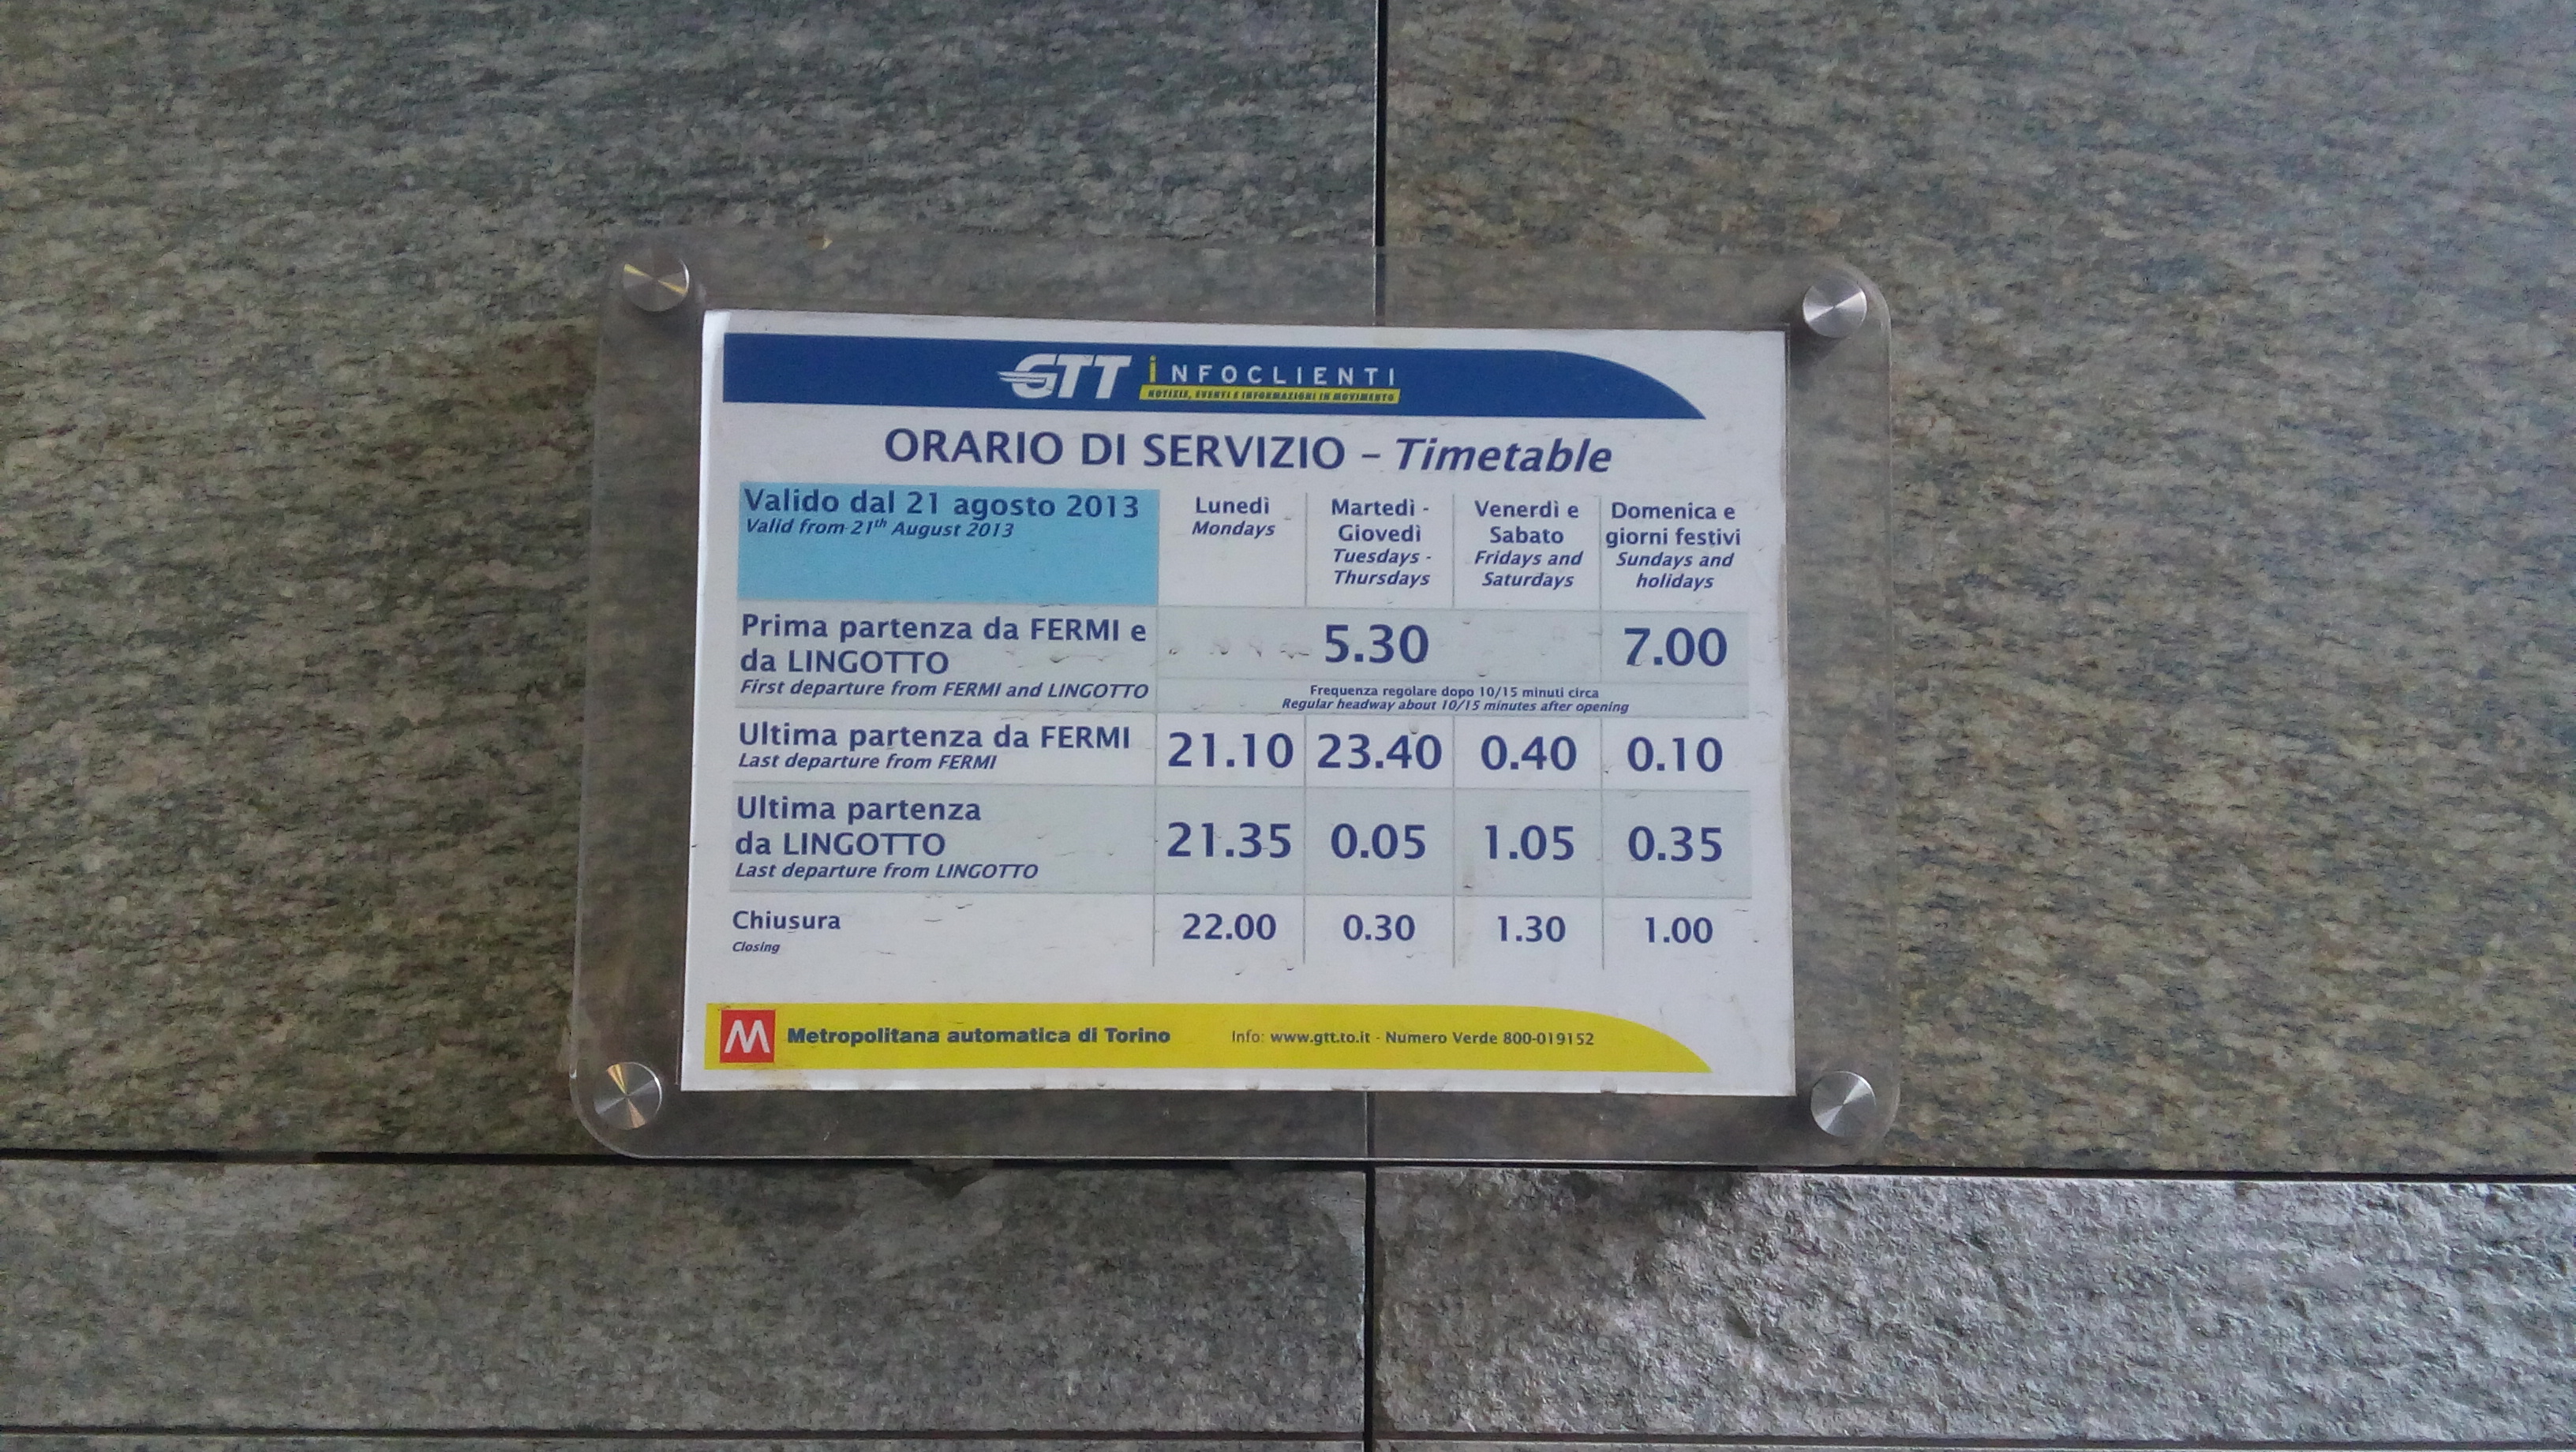 GTT iNFOCLIENTI
NOTIZIE, EVENTI E INFORMAZIONI IN MOVIMENTO
ORARIO DI SERVIZIO – Timetable
Valido dal 21 agosto 2013
Valid from 21th August 2013
Lunedì
Mondays
Martedì -
Giovedì
Tuesdays -
Thursdays
Venerdì e
Sabato
Fridays and
Saturdays
Domenica e
giorni festivi
Sundays and
holidays
Prima partenza da FERMI e
da LINGOTTO
First departure from FERMI and LINGOTTO
5.30 7.00
Frequenza regolare dopo 10/15 minuti circa
Regular headway about 10/15 minutes after opening
Ultima partenza da FERMI
Last departure from FERMI
21.10 23.40 0.40 0.10
Ultima partenza
da LINGOTTO
Last departure from LINGOTTO
21.35 0.05 1.05 0.35
Chiusura
Closing
22.00 0.30 1.30 1.00
M Metropolitana automatica di Torino Info: www.gtt.to.it - Numero Verde 800-019152